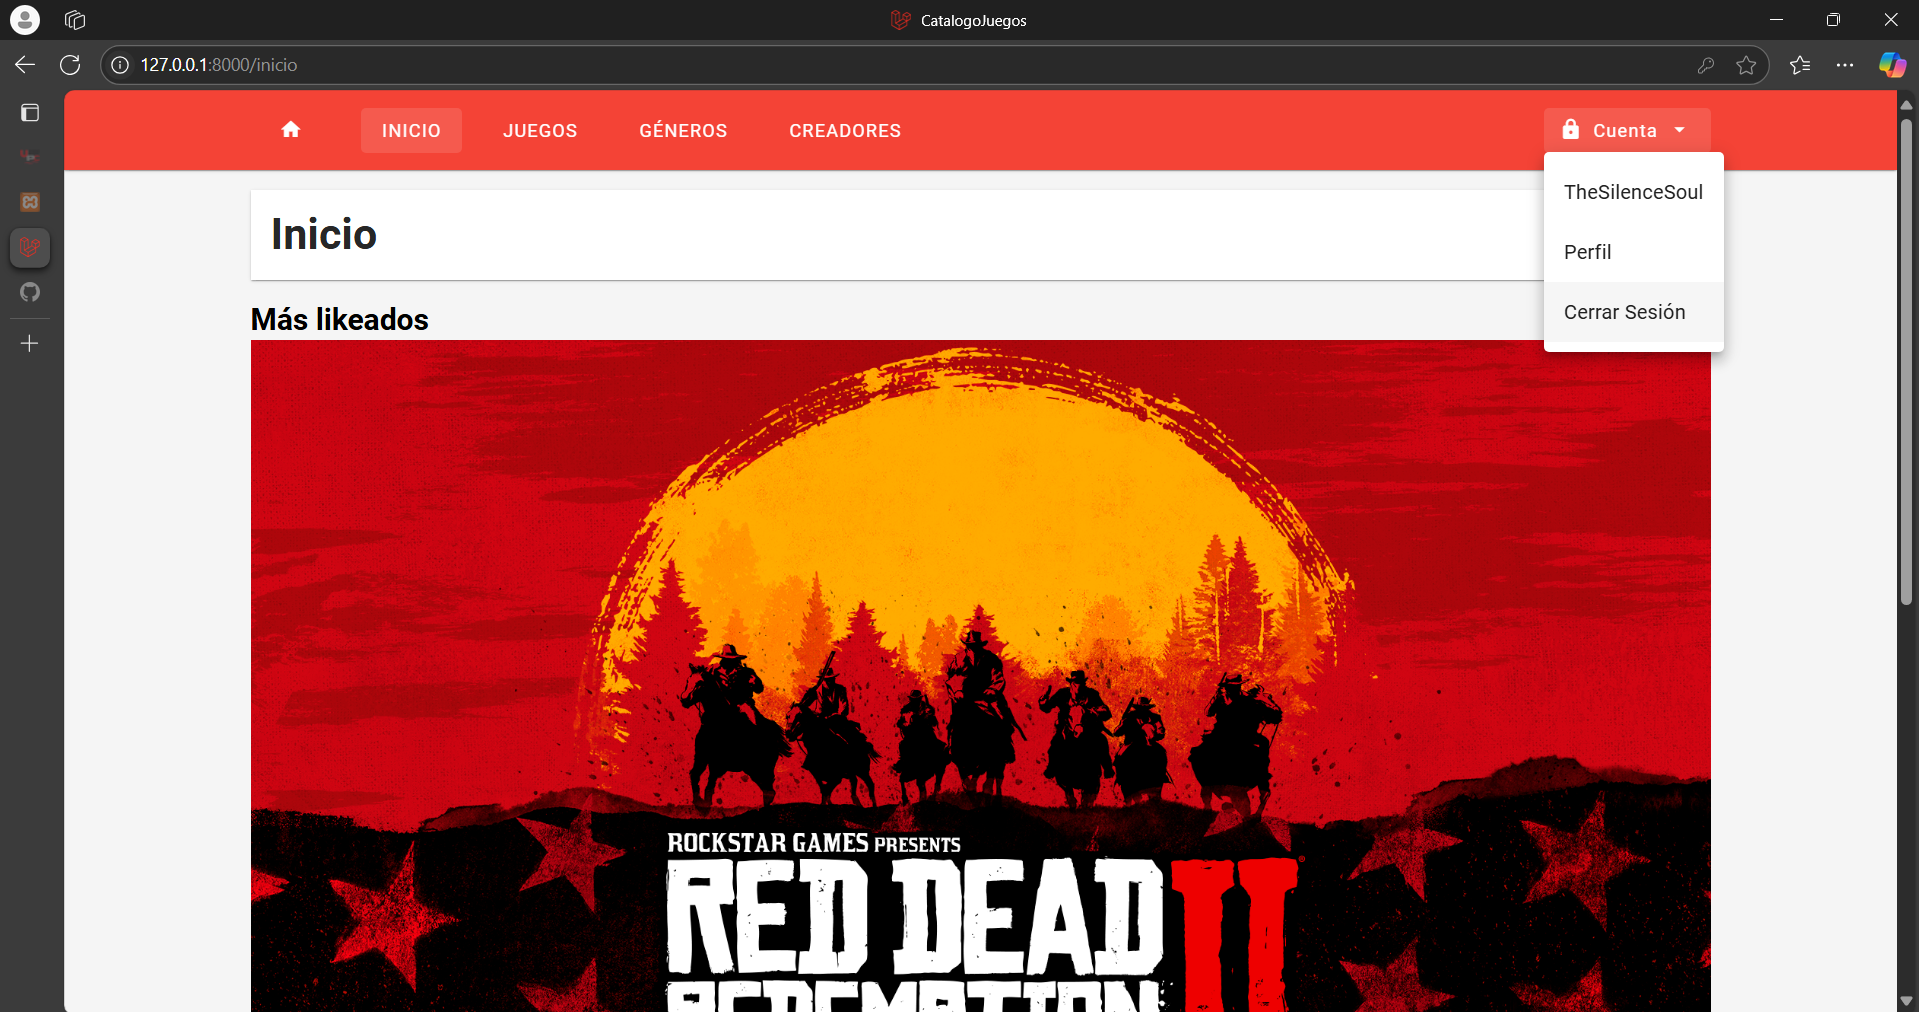 CatalogoJuegos
127.0.0.1:8000/inicio
INICIO JUEGOS GÉNEROS CREADORES Cuenta
TheSilenceSoul
Perfil
Cerrar Sesión
Inicio
Más likeados
ROCKSTAR GAMES PRESENTS
RED DEAD
REDEMPTION II